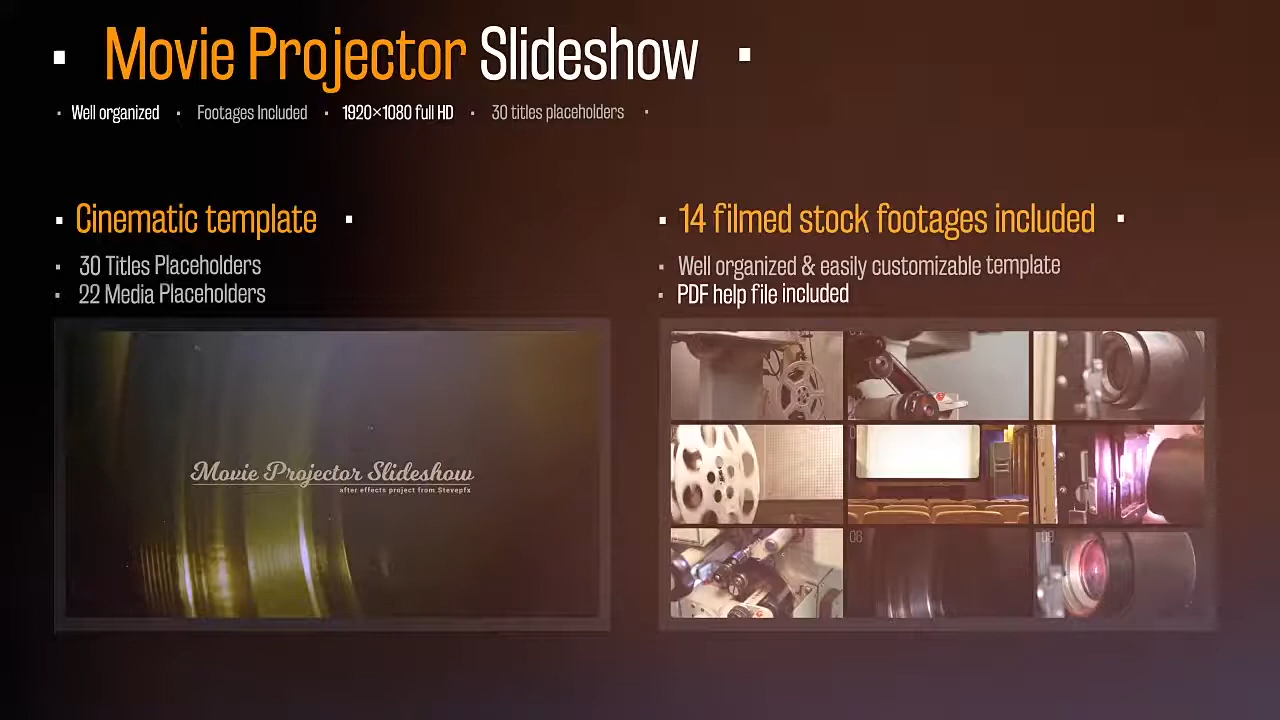 Movie Projector Slideshow
Well organized Footages Included 1920×1080 full HD 30 titles placeholders
Cinematic template
30 Titles Placeholders
22 Media Placeholders
Movie Projector Slideshow
after effects project from Stevepfx
14 filmed stock footages included
Well organized & easily customizable template
PDF help file included
06